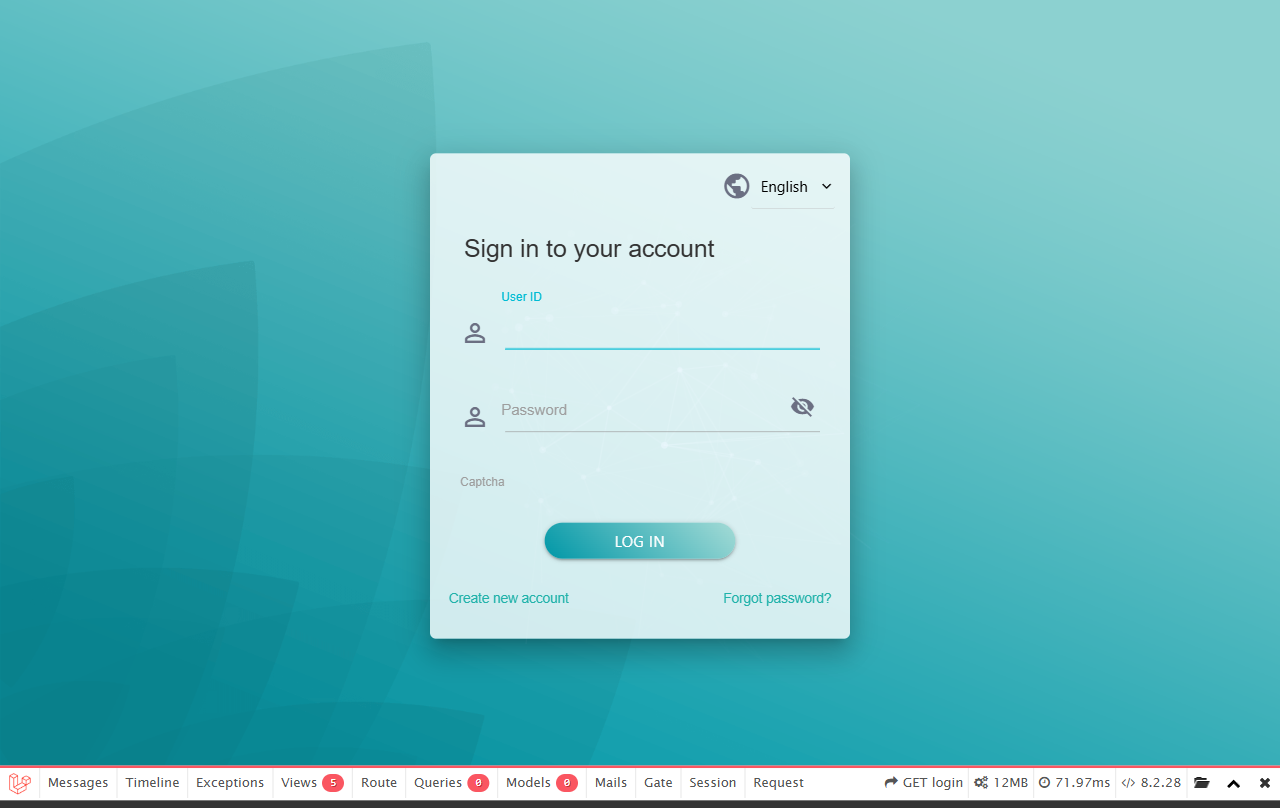 English
Sign in to your account
User ID
Password
Captcha
LOG IN
Create new account Forgot password?
Messages Timeline Exceptions Views 5 Route Queries 0 Models 0 Mails Gate Session Request GET login 12MB 71.97ms </> 8.2.28